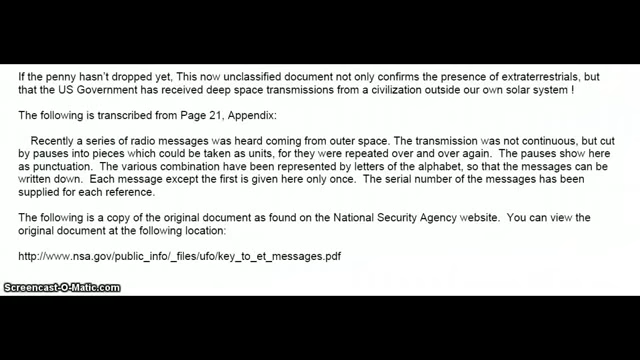 If the penny hasn't dropped yet, This now unclassified document not only confirms the presence of extraterrestrials, but
that the US Government has received deep space transmissions from a civilization outside our own solar system !
The following is transcribed from Page 21, Appendix:
Recently a series of radio messages was heard coming from outer space. The transmission was not continuous, but cut
by pauses into pieces which could be taken as units, for they were repeated over and over again. The pauses show here
as punctuation. The various combination have been represented by letters of the alphabet, so that the messages can be
written down. Each message except the first is given here only once. The serial number of the messages has been
supplied for each reference.
The following is a copy of the original document as found on the National Security Agency website. You can view the
original document at the following location:
http://www.nsa.gov/public_info/_files/ufo/key_to_et_messages.pdf
Screencast-O-Matic.com